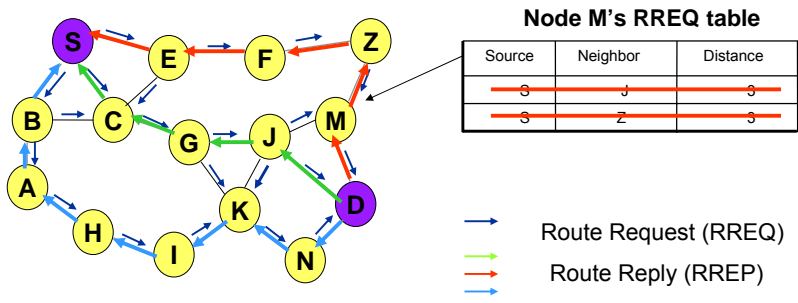 Node M's RREQ table
Source Neighbor Distance
S J 3
S Z 3
S
E
F
Z
B
C
G
J
M
A
K
D
H
I
N
Route Request (RREQ)
Route Reply (RREP)